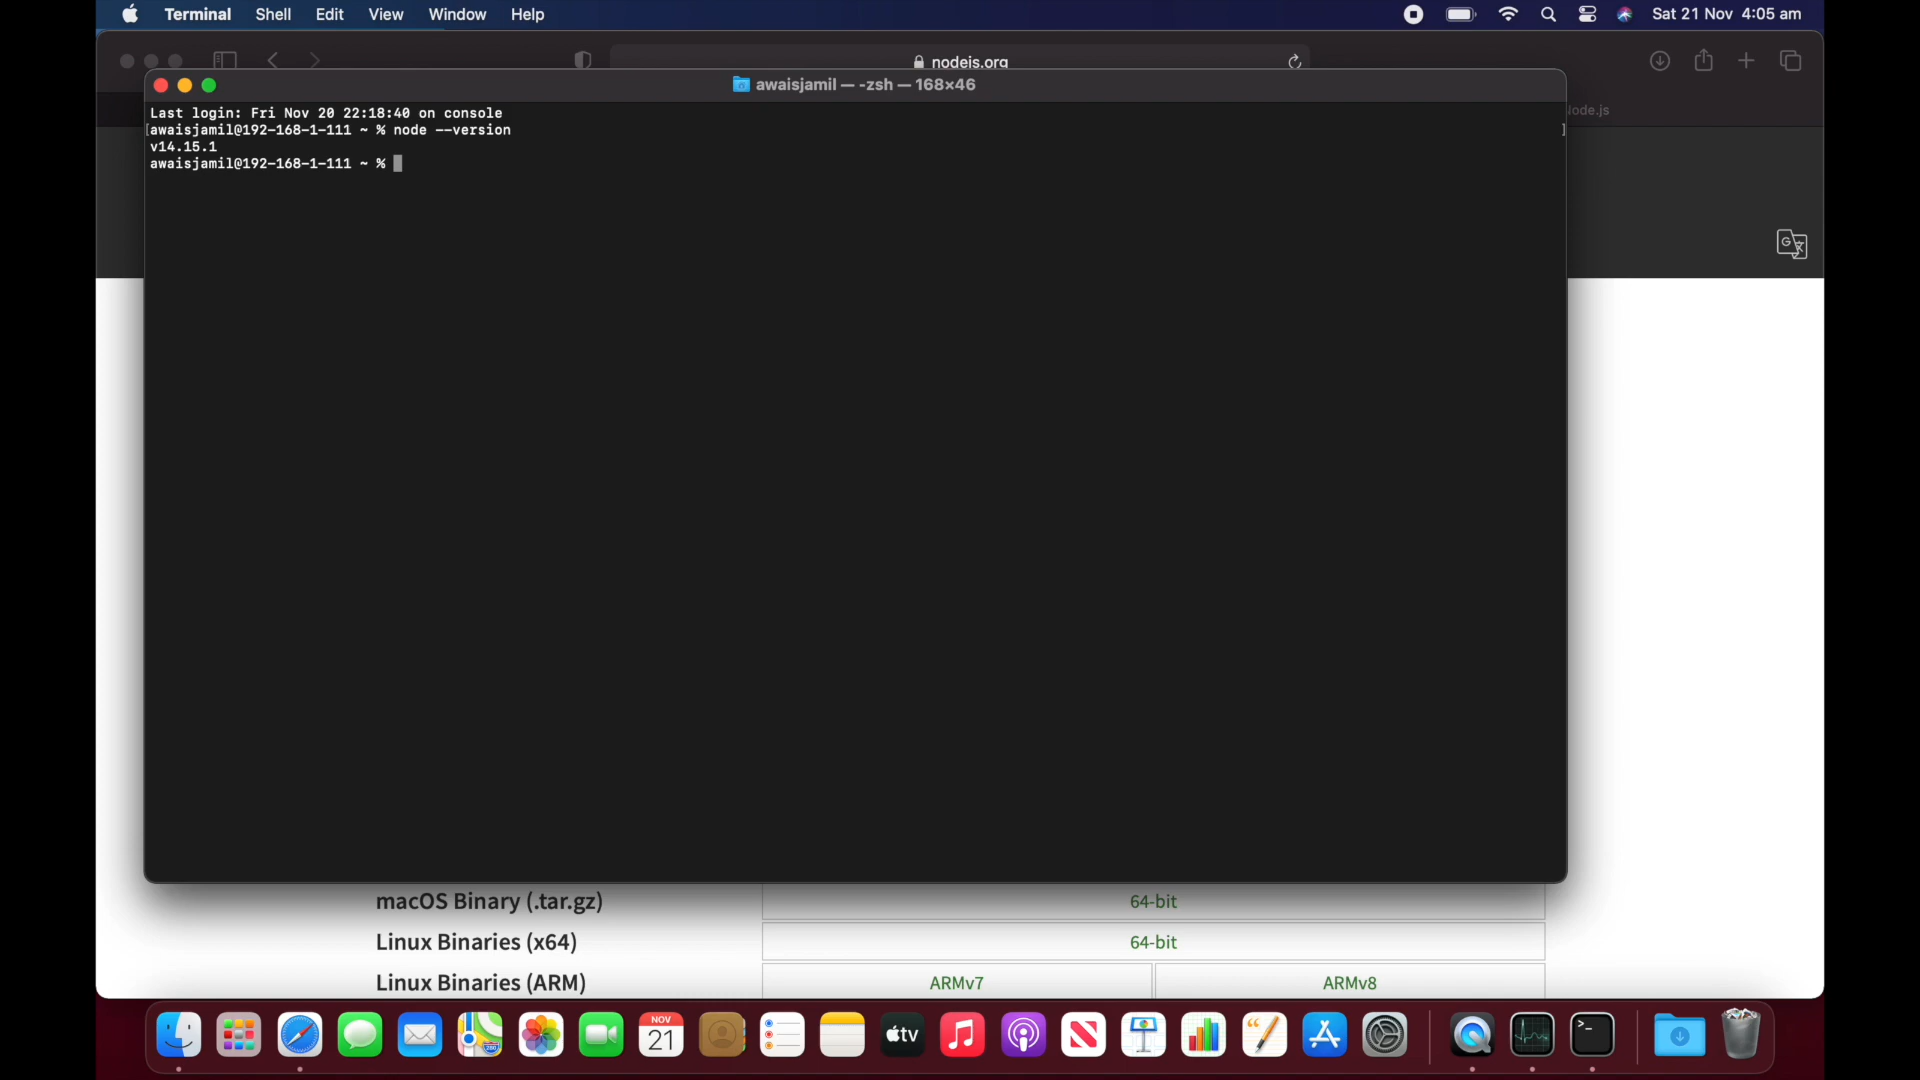 Terminal Shell Edit View Window Help Sat 21 Nov 4:05 am
nodejs.org
awaisjamil — -zsh — 168×46
Last login: Fri Nov 20 22:18:40 on console
[awaisjamil@192-168-1-111 ~ % node --version ]
v14.15.1
awaisjamil@192-168-1-111 ~ %
ode.js
macOS Binary (.tar.gz) 64-bit
Linux Binaries (x64) 64-bit
Linux Binaries (ARM) ARMv7 ARMv8
NOV
21
tv
>_